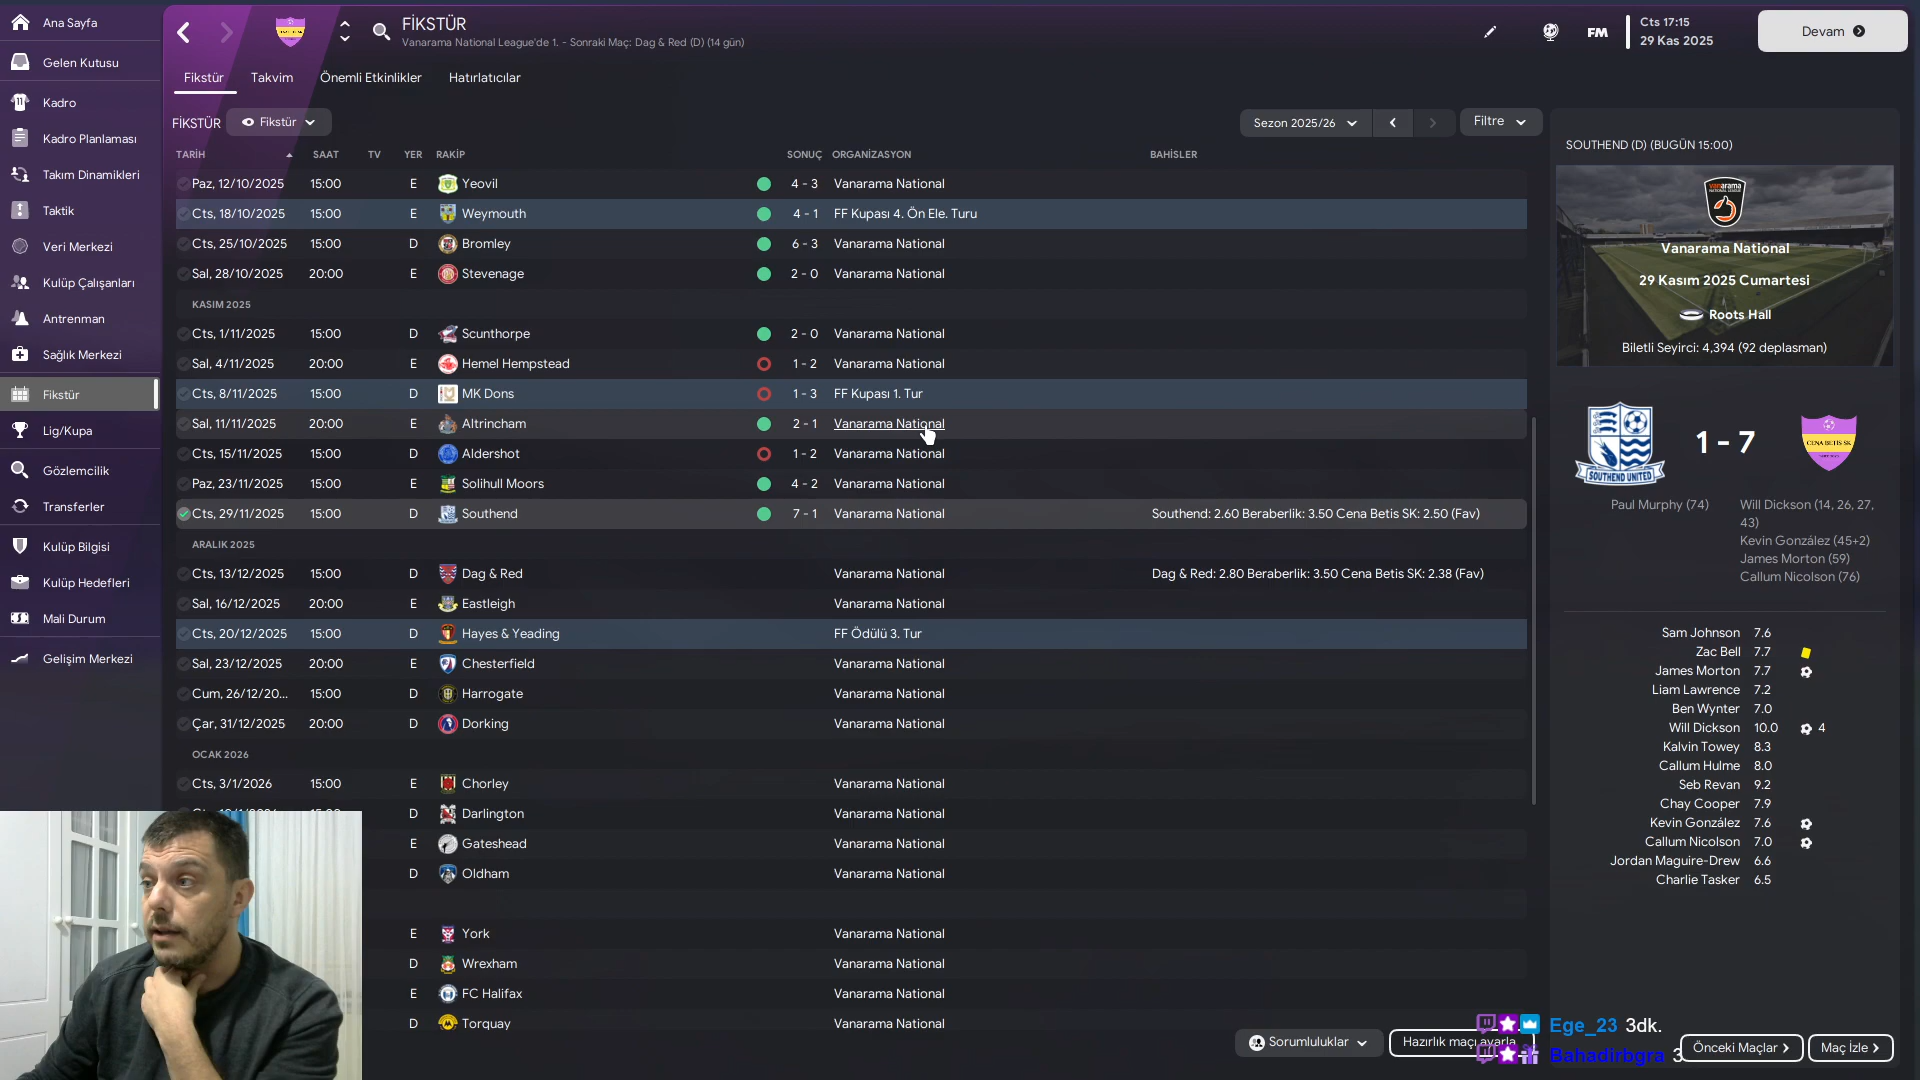 Ana Sayfa
Gelen Kutusu
Kadro
Kadro Planlaması
Takım Dinamikleri
Taktik
Veri Merkezi
Kulüp Çalışanları
Antrenman
Sağlık Merkezi
Fikstür
Lig/Kupa
Gözlemcilik
Transferler
Kulüp Bilgisi
Kulüp Hedefleri
Mali Durum
Gelişim Merkezi
FİKSTÜR
Vanarama National League'de 1. - Sonraki Maç: Dag & Red (D) (14 gün)
FM
Cts 17:15
29 Kas 2025
Devam
Fikstür Takvim Önemli Etkinlikler Hatırlatıcılar
FİKSTÜR Fikstür Sezon 2025/26 Filtre
TARİH SAAT TV YER RAKİP SONUÇ ORGANİZASYON BAHİSLER
Paz, 12/10/2025 15:00 E Yeovil 4 - 3 Vanarama National
Cts, 18/10/2025 15:00 E Weymouth 4 - 1 FF Kupası 4. Ön Ele. Turu
Cts, 25/10/2025 15:00 D Bromley 6 - 3 Vanarama National
Sal, 28/10/2025 20:00 E Stevenage 2 - 0 Vanarama National
KASIM 2025
Cts, 1/11/2025 15:00 D Scunthorpe 2 - 0 Vanarama National
Sal, 4/11/2025 20:00 E Hemel Hempstead 1 - 2 Vanarama National
Cts, 8/11/2025 15:00 D MK Dons 1 - 3 FF Kupası 1. Tur
Sal, 11/11/2025 20:00 E Altrincham 2 - 1 Vanarama National
Cts, 15/11/2025 15:00 D Aldershot 1 - 2 Vanarama National
Paz, 23/11/2025 15:00 E Solihull Moors 4 - 2 Vanarama National
Cts, 29/11/2025 15:00 D Southend 7 - 1 Vanarama National Southend: 2.60 Beraberlik: 3.50 Cena Betis SK: 2.50 (Fav)
ARALIK 2025
Cts, 13/12/2025 15:00 D Dag & Red Vanarama National Dag & Red: 2.80 Beraberlik: 3.50 Cena Betis SK: 2.38 (Fav)
Sal, 16/12/2025 20:00 E Eastleigh Vanarama National
Cts, 20/12/2025 15:00 D Hayes & Yeading FF Ödülü 3. Tur
Sal, 23/12/2025 20:00 E Chesterfield Vanarama National
Cum, 26/12/20... 15:00 D Harrogate Vanarama National
Çar, 31/12/2025 20:00 D Dorking Vanarama National
OCAK 2026
Cts, 3/1/2026 15:00 E Chorley Vanarama National
D Darlington Vanarama National
E Gateshead Vanarama National
D Oldham Vanarama National
E York Vanarama National
D Wrexham Vanarama National
E FC Halifax Vanarama National
D Torquay Vanarama National
Sorumluluklar
Hazırlık maçı ayarla
SOUTHEND (D) (BUGÜN 15:00)
Vanarama National
29 Kasım 2025 Cumartesi
Roots Hall
Biletli Seyirci: 4,394 (92 deplasman)
SOUTHEND UNITED
1 - 7
CENA BETİS SK
Paul Murphy (74)
Will Dickson (14, 26, 27, 43)
Kevin González (45+2)
James Morton (59)
Callum Nicolson (76)
Sam Johnson 7.6
Zac Bell 7.7
James Morton 7.7
Liam Lawrence 7.2
Ben Wynter 7.0
Will Dickson 10.0 4
Kalvin Towey 8.3
Callum Hulme 8.0
Seb Revan 9.2
Chay Cooper 7.9
Kevin González 7.6
Callum Nicolson 7.0
Jordan Maguire-Drew 6.6
Charlie Tasker 6.5
Ege_23 3dk.
Bahadirbgra 3
Önceki Maçlar
Maç İzle